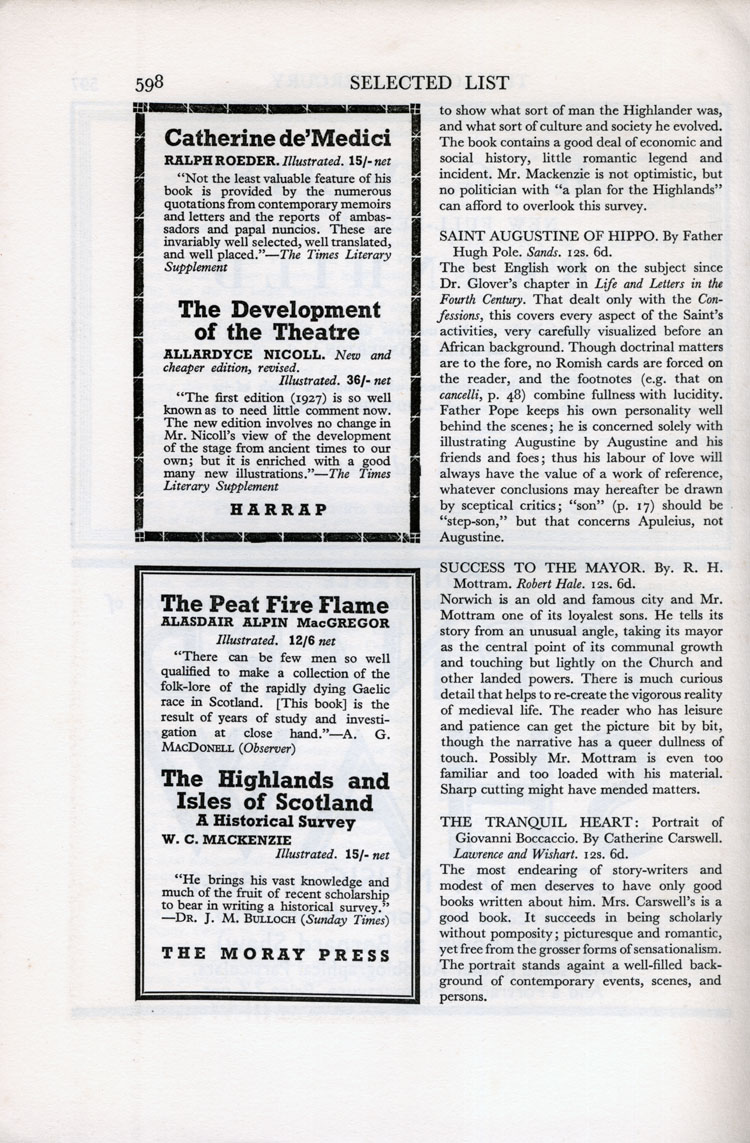 598
SELECTED LIST
Catherine de'Medici
RALPH ROEDER. Illustrated. 15/- net
"Not the least valuable feature of his
book is provided by the numerous
quotations from contemporary memoirs
and letters and the reports of ambas-
sadors and papal nuncios. These are
invariably well selected, well translated,
and well placed."—The Times Literary
Supplement
The Development
of the Theatre
ALLARDYCE NICOLL. New and
cheaper edition, revised.
Illustrated. 36/- net
"The first edition (1927) is so well
known as to need little comment now.
The new edition involves no change in
Mr. Nicoll's view of the development
of the stage from ancient times to our
own; but it is enriched with a good
many new illustrations."—The Times
Literary Supplement
HARRAP
The Peat Fire Flame
ALASDAIR ALPIN MacGREGOR
Illustrated. 12/6 net
"There can be few men so well
qualified to make a collection of the
folk-lore of the rapidly dying Gaelic
race in Scotland. [This book] is the
result of years of study and investi-
gation at close hand."—A. G.
MACDONELL (Observer)
The Highlands and
Isles of Scotland
A Historical Survey
W. C. MACKENZIE
Illustrated. 15/- net
"He brings his vast knowledge and
much of the fruit of recent scholarship
to bear in writing a historical survey."
—DR. J. M. BULLOCH (Sunday Times)
THE MORAY PRESS
to show what sort of man the Highlander was,
and what sort of culture and society he evolved.
The book contains a good deal of economic and
social history, little romantic legend and
incident. Mr. Mackenzie is not optimistic, but
no politician with "a plan for the Highlands"
can afford to overlook this survey.
SAINT AUGUSTINE OF HIPPO. By Father
Hugh Pole. Sands. 12s. 6d.
The best English work on the subject since
Dr. Glover's chapter in Life and Letters in the
Fourth Century. That dealt only with the Con-
fessions, this covers every aspect of the Saint's
activities, very carefully visualized before an
African background. Though doctrinal matters
are to the fore, no Romish cards are forced on
the reader, and the footnotes (e.g. that on
cancelli, p. 48) combine fullness with lucidity.
Father Pope keeps his own personality well
behind the scenes; he is concerned solely with
illustrating Augustine by Augustine and his
friends and foes; thus his labour of love will
always have the value of a work of reference,
whatever conclusions may hereafter be drawn
by sceptical critics; "son" (p. 17) should be
"step-son," but that concerns Apuleius, not
Augustine.
SUCCESS TO THE MAYOR. By. R. H.
Mottram. Robert Hale. 12s. 6d.
Norwich is an old and famous city and Mr.
Mottram one of its loyalest sons. He tells its
story from an unusual angle, taking its mayor
as the central point of its communal growth
and touching but lightly on the Church and
other landed powers. There is much curious
detail that helps to re-create the vigorous reality
of medieval life. The reader who has leisure
and patience can get the picture bit by bit,
though the narrative has a queer dullness of
touch. Possibly Mr. Mottram is even too
familiar and too loaded with his material.
Sharp cutting might have mended matters.
THE TRANQUIL HEART: Portrait of
Giovanni Boccaccio. By Catherine Carswell.
Lawrence and Wishart. 12s. 6d.
The most endearing of story-writers and
modest of men deserves to have only good
books written about him. Mrs. Carswell's is a
good book. It succeeds in being scholarly
without pomposity; picturesque and romantic,
yet free from the grosser forms of sensationalism.
The portrait stands againt a well-filled back-
ground of contemporary events, scenes, and
persons.